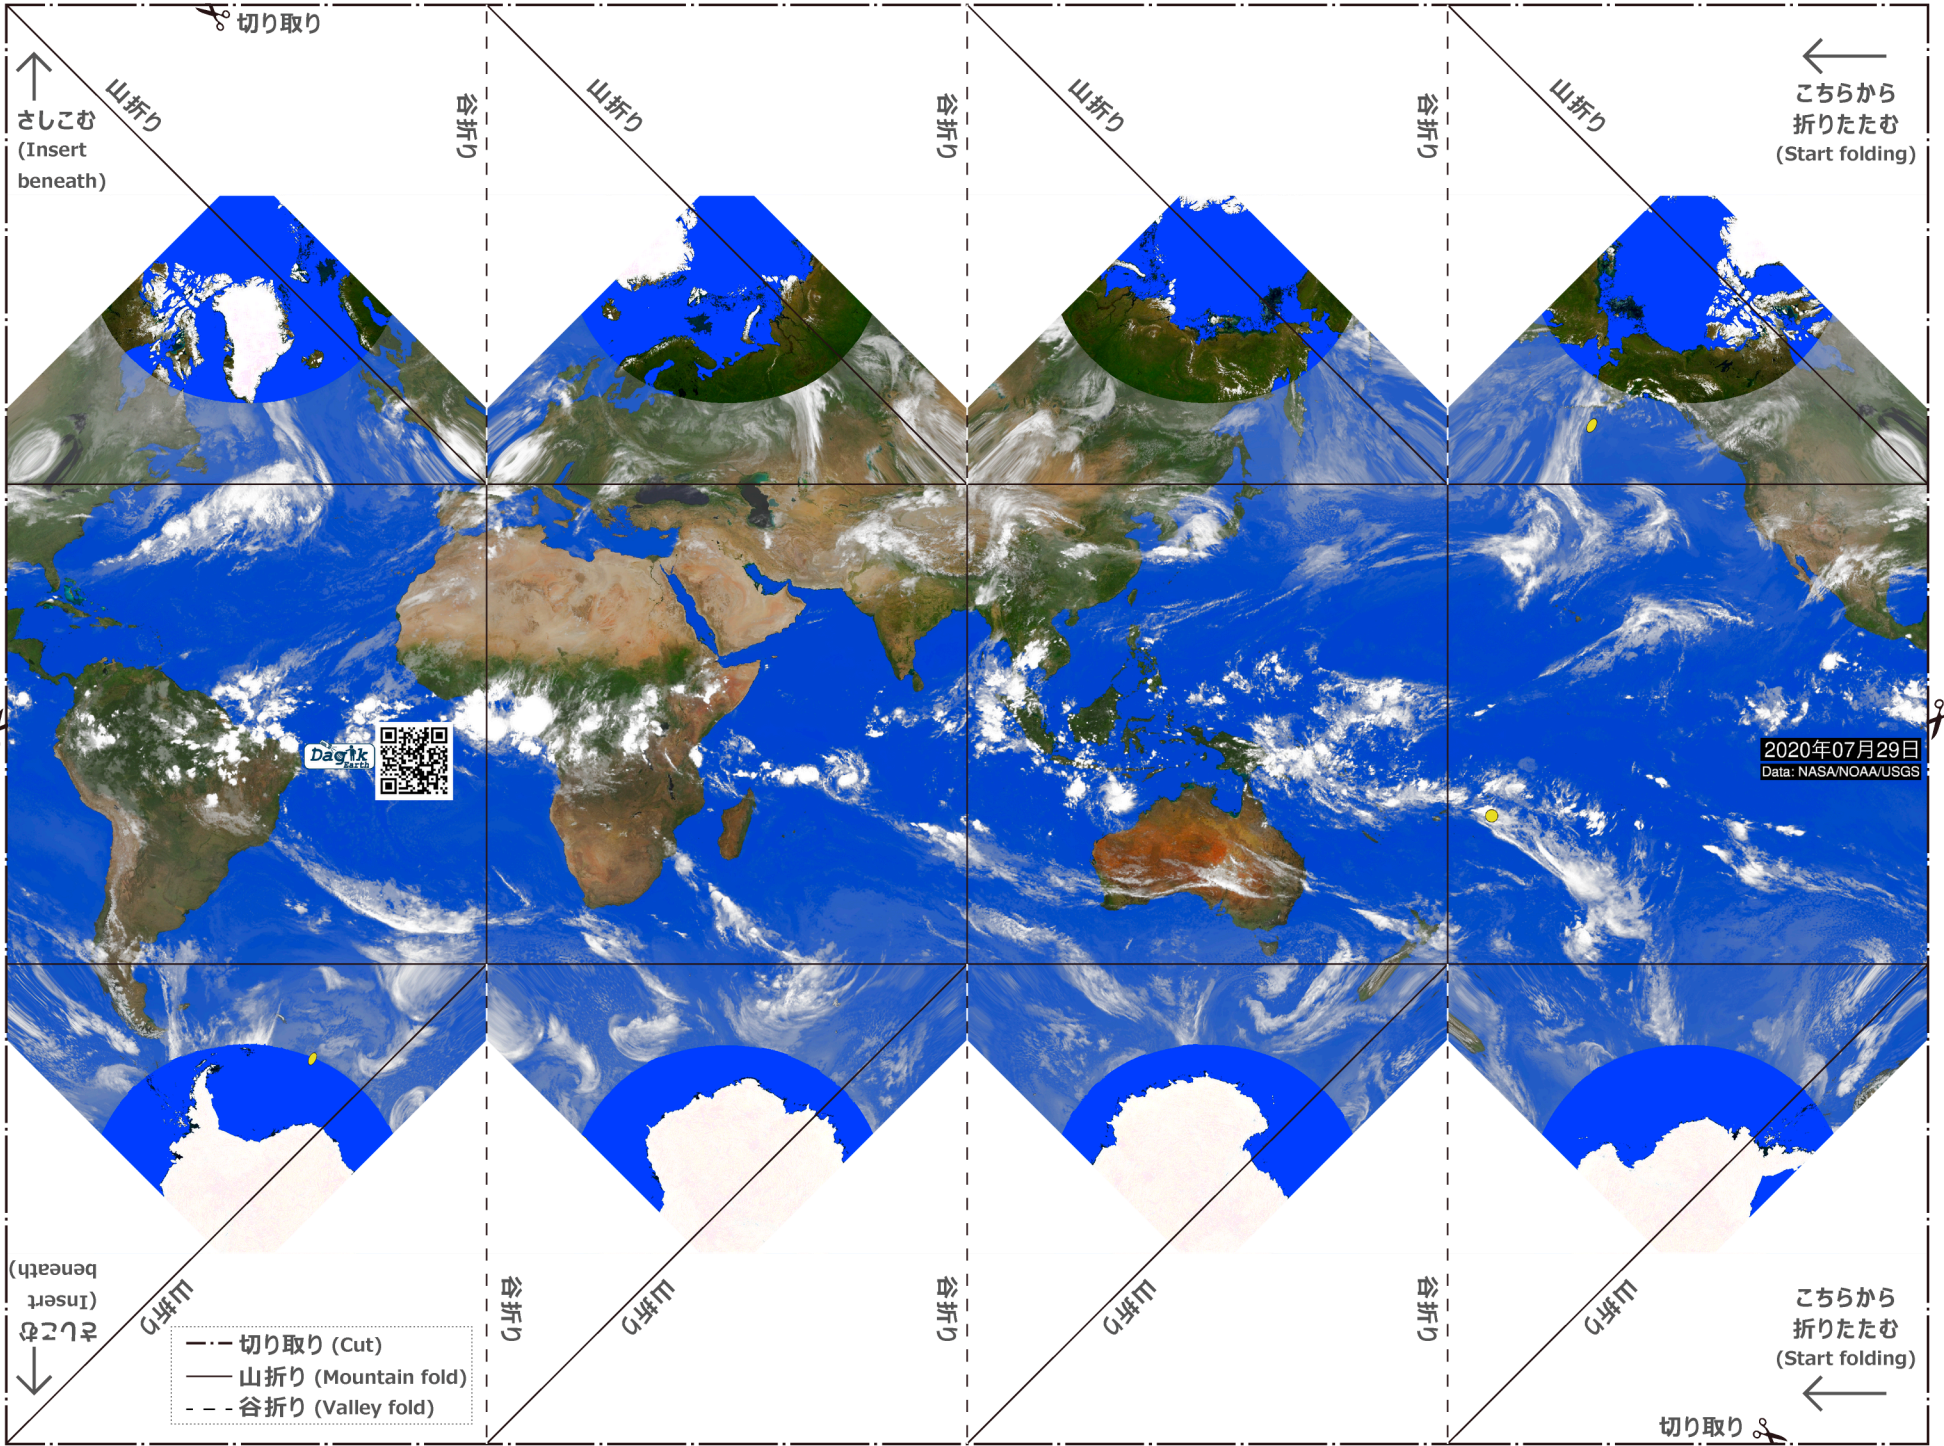 切り取り
さしこむ
(Insert
beneath)
山折り
谷折り
山折り
谷折り
山折り
谷折り
山折り
こちらから
折りたたむ
(Start folding)
Dagik
Earth
2020年07月29日
Data: NASA/NOAA/USGS
さしこむ
(Insert
beneath)
山折り
谷折り
山折り
谷折り
山折り
谷折り
山折り
こちらから
折りたたむ
(Start folding)
切り取り (Cut)
山折り (Mountain fold)
谷折り (Valley fold)
切り取り